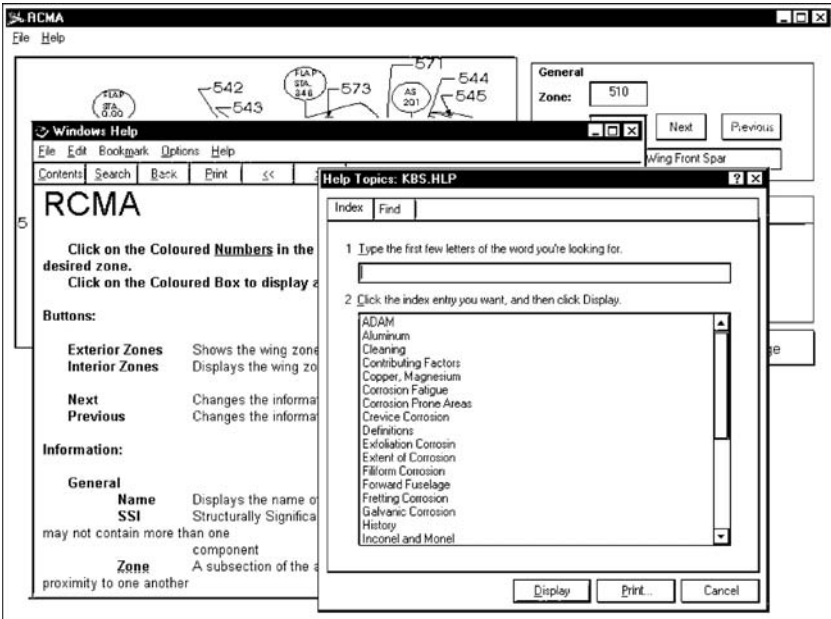 RCMA
File Help
571
FLAP STA. 0.00
542
543
FLAP STA. 346
573
AS 201
544
545
General
Zone: 510
Next Previous
Wing Front Spar
5
Windows Help
File Edit Bookmark Options Help
Contents Search Back Print <<
RCMA
Click on the Coloured Numbers in the
desired zone.
Click on the Coloured Box to display a
Buttons:
Exterior Zones Shows the wing zone
Interior Zones Displays the wing zo
Next Changes the informa
Previous Changes the informa
Information:
General
Name Displays the name o
SSI Structurally Significa
may not contain more than one
component
Zone A subsection of the a
proximity to one another
Help Topics: KBS.HLP
Index Find
1 Type the first few letters of the word you're looking for.
2 Click the index entry you want, and then click Display.
ADAM
Aluminum
Cleaning
Contributing Factors
Copper, Magnesium
Corrosion Fatigue
Corrosion Prone Areas
Crevice Corrosion
Definitions
Exfoliation Corrosin
Extent of Corrosion
Filiform Corrosion
Forward Fuselage
Fretting Corrosion
Galvanic Corrosion
History
Inconel and Monel
Display Print... Cancel
ge